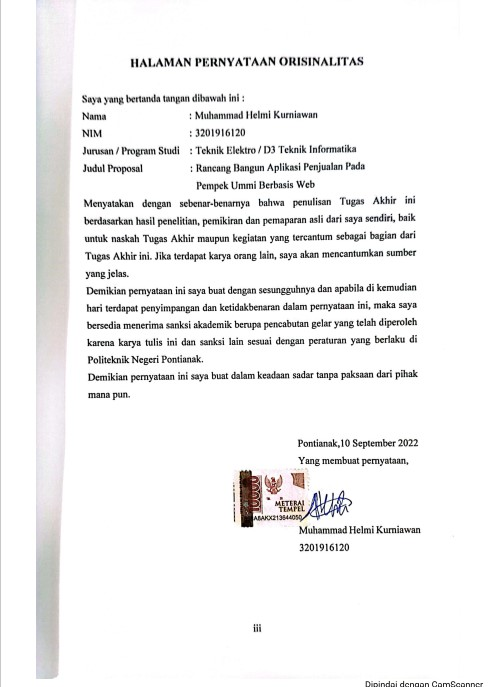 HALAMAN PERNYATAAN ORISINALITAS
Saya yang bertanda tangan dibawah ini :
Nama : Muhammad Helmi Kurniawan
NIM : 3201916120
Jurusan / Program Studi : Teknik Elektro / D3 Teknik Informatika
Judul Proposal : Rancang Bangun Aplikasi Penjualan Pada
Pempek Ummi Berbasis Web
Menyatakan dengan sebenar-benarnya bahwa penulisan Tugas Akhir ini
berdasarkan hasil penelitian, pemikiran dan pemaparan asli dari saya sendiri, baik
untuk naskah Tugas Akhir maupun kegiatan yang tercantum sebagai bagian dari
Tugas Akhir ini. Jika terdapat karya orang lain, saya akan mencantumkan sumber
yang jelas.
Demikian pernyataan ini saya buat dengan sesungguhnya dan apabila di kemudian
hari terdapat penyimpangan dan ketidakbenaran dalam pernyataan ini, maka saya
bersedia menerima sanksi akademik berupa pencabutan gelar yang telah diperoleh
karena karya tulis ini dan sanksi lain sesuai dengan peraturan yang berlaku di
Politeknik Negeri Pontianak.
Demikian pernyataan ini saya buat dalam keadaan sadar tanpa paksaan dari pihak
mana pun.
Pontianak,10 September 2022
Yang membuat pernyataan,
10000
METERAI
TEMPEL
A8AKX213644050
Muhammad Helmi Kurniawan
3201916120
iii
Dipindai dengan CamScanner